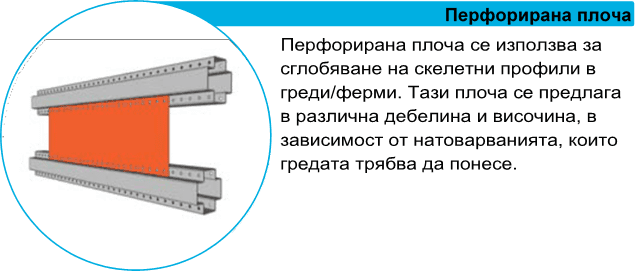 Перфорирана плоча
Перфорирана плоча се използва за
сглобяване на скелетни профили в
греди/ферми. Тази плоча се предлага
в различна дебелина и височина, в
зависимост от натоварванията, които
гредата трябва да понесе.